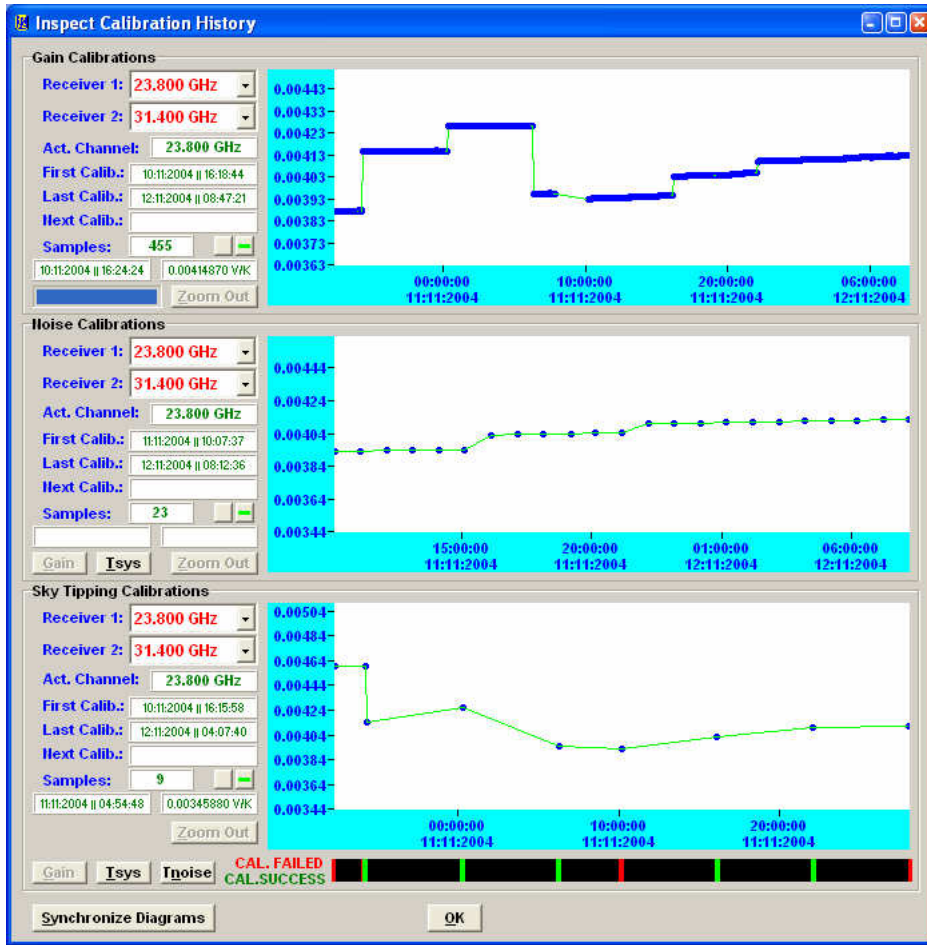 Inspect Calibration History
Gain Calibrations
Receiver 1: 23.800 GHz
Receiver 2: 31.400 GHz
Act. Channel: 23.800 GHz
First Calib.: 10:11:2004 || 16:18:44
Last Calib.: 12:11:2004 || 08:47:21
Next Calib.:
Samples: 455
10:11:2004 || 16:24:24 0.00414870 V/K
Zoom Out
0.00443
0.00433
0.00423
0.00413
0.00403
0.00393
0.00383
0.00373
0.00363
00:00:00 10:00:00 20:00:00 06:00:00
11:11:2004 11:11:2004 11:11:2004 12:11:2004
Noise Calibrations
Receiver 1: 23.800 GHz
Receiver 2: 31.400 GHz
Act. Channel: 23.800 GHz
First Calib.: 11:11:2004 || 10:07:37
Last Calib.: 12:11:2004 || 08:12:36
Next Calib.:
Samples: 23
Gain Tsys Zoom Out
0.00444
0.00424
0.00404
0.00384
0.00364
0.00344
15:00:00 20:00:00 01:00:00 06:00:00
11:11:2004 11:11:2004 12:11:2004 12:11:2004
Sky Tipping Calibrations
Receiver 1: 23.800 GHz
Receiver 2: 31.400 GHz
Act. Channel: 23.800 GHz
First Calib.: 10:11:2004 || 16:15:58
Last Calib.: 12:11:2004 || 04:07:40
Next Calib.:
Samples: 9
11:11:2004 || 04:54:48 0.00345880 V/K
Zoom Out
0.00504
0.00484
0.00464
0.00444
0.00424
0.00404
0.00384
0.00364
0.00344
00:00:00 10:00:00 20:00:00
11:11:2004 11:11:2004 11:11:2004
Gain Tsys Tnoise
CAL. FAILED
CAL.SUCCESS
Synchronize Diagrams OK